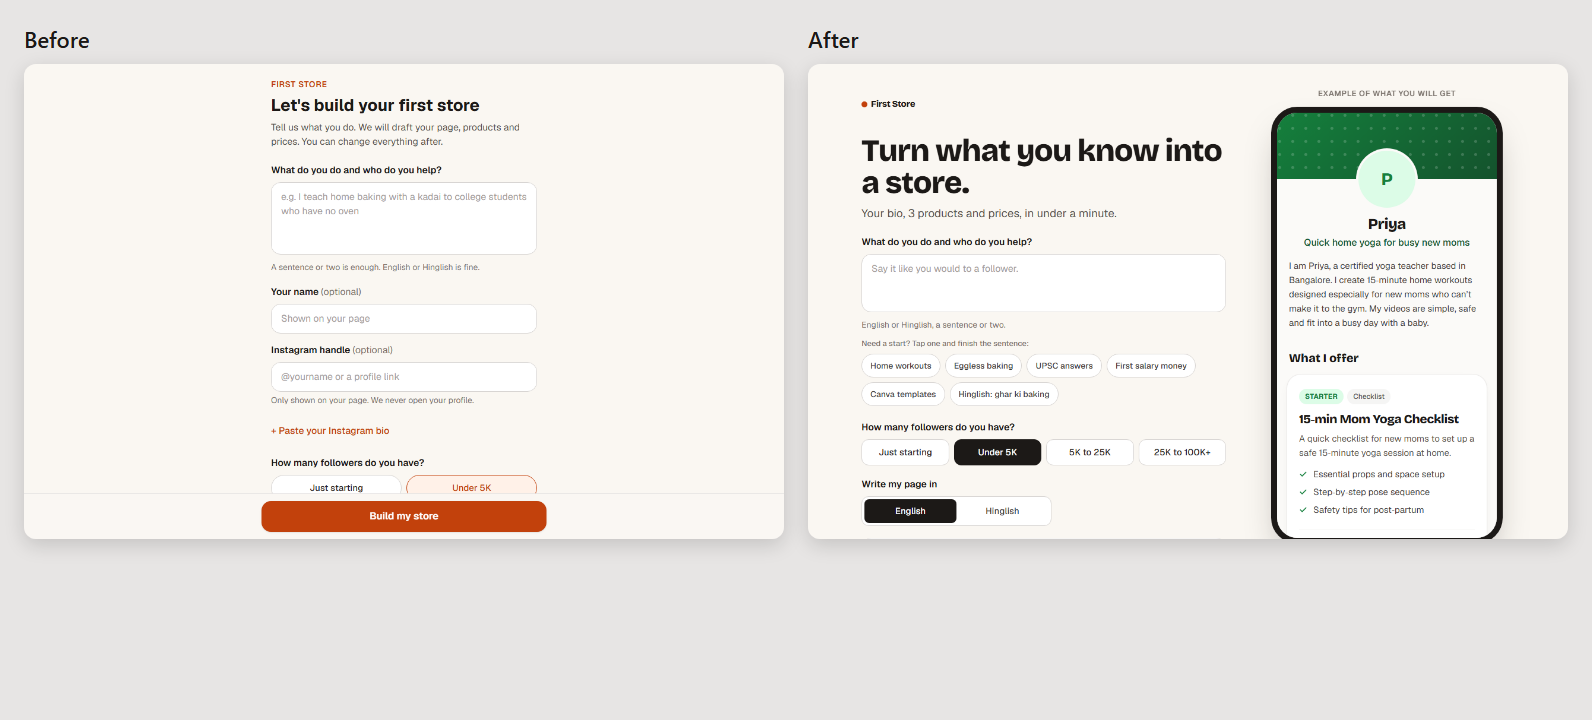 Before
FIRST STORE
Let's build your first store
Tell us what you do. We will draft your page, products and
prices. You can change everything after.
What do you do and who do you help?
e.g. I teach home baking with a kadai to college students
who have no oven
A sentence or two is enough. English or Hinglish is fine.
Your name (optional)
Shown on your page
Instagram handle (optional)
@yourname or a profile link
Only shown on your page. We never open your profile.
+ Paste your Instagram bio
How many followers do you have?
Just starting
Under 5K
Build my store
After
First Store
Turn what you know into
a store.
Your bio, 3 products and prices, in under a minute.
What do you do and who do you help?
Say it like you would to a follower.
English or Hinglish, a sentence or two.
Need a start? Tap one and finish the sentence:
Home workouts
Eggless baking
UPSC answers
First salary money
Canva templates
Hinglish: ghar ki baking
How many followers do you have?
Just starting
Under 5K
5K to 25K
25K to 100K+
Write my page in
English
Hinglish
EXAMPLE OF WHAT YOU WILL GET
P
Priya
Quick home yoga for busy new moms
I am Priya, a certified yoga teacher based in
Bangalore. I create 15-minute home workouts
designed especially for new moms who can't
make it to the gym. My videos are simple, safe
and fit into a busy day with a baby.
What I offer
STARTER
Checklist
15-min Mom Yoga Checklist
A quick checklist for new moms to set up a
safe 15-minute yoga session at home.
Essential props and space setup
Step-by-step pose sequence
Safety tips for post-partum